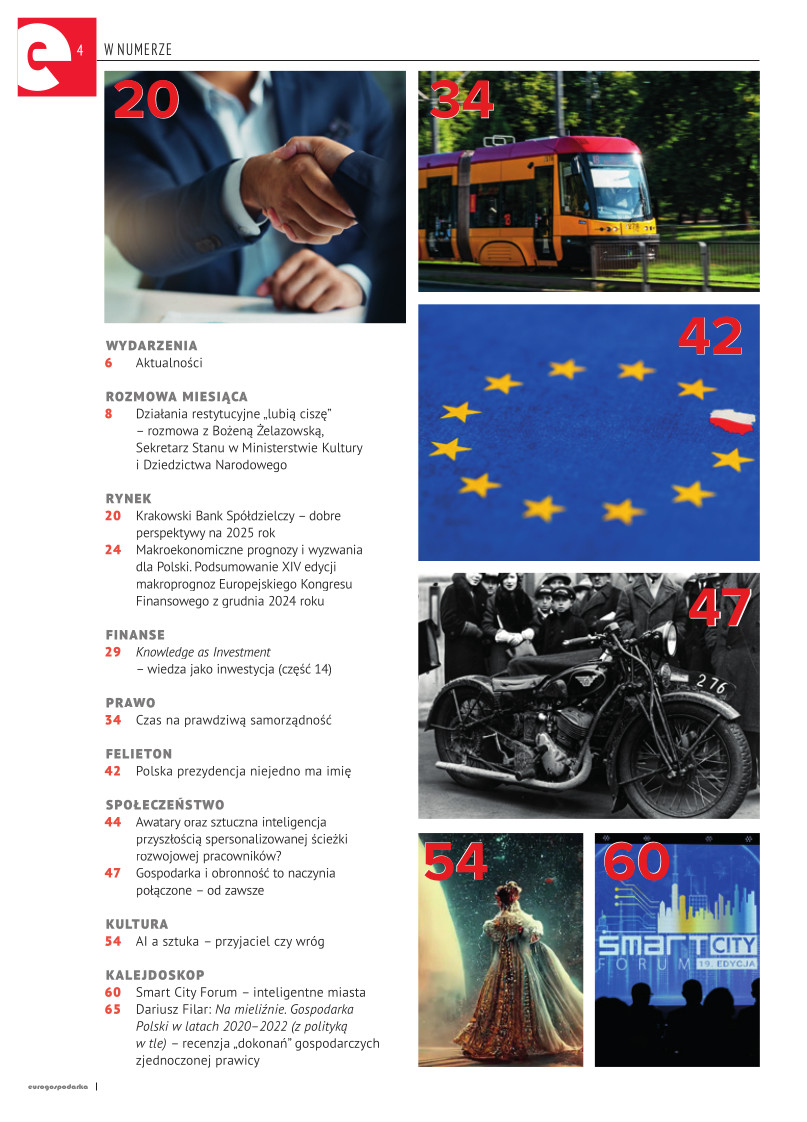 4
W NUMERZE
20
34
42
47
276
54
60
smart CITY
FORUM 19. EDYCJA
WYDARZENIA
6 Aktualności
ROZMOWA MIESIĄCA
8 Działania restytucyjne „lubią ciszę”
– rozmowa z Bożeną Żelazowską,
Sekretarz Stanu w Ministerstwie Kultury
i Dziedzictwa Narodowego
RYNEK
20 Krakowski Bank Spółdzielczy – dobre
perspektywy na 2025 rok
24 Makroekonomiczne prognozy i wyzwania
dla Polski. Podsumowanie XIV edycji
makroprognoz Europejskiego Kongresu
Finansowego z grudnia 2024 roku
FINANSE
29 Knowledge as Investment
– wiedza jako inwestycja (część 14)
PRAWO
34 Czas na prawdziwą samorządność
FELIETON
42 Polska prezydencja niejedno ma imię
SPOŁECZEŃSTWO
44 Awatary oraz sztuczna inteligencja
przyszłością spersonalizowanej ścieżki
rozwojowej pracowników?
47 Gospodarka i obronność to naczynia
połączone – od zawsze
KULTURA
54 AI a sztuka – przyjaciel czy wróg
KALEJDOSKOP
60 Smart City Forum – inteligentne miasta
65 Dariusz Filar: Na mieliźnie. Gospodarka
Polski w latach 2020–2022 (z polityką
w tle) – recenzja „dokonań” gospodarczych
zjednoczonej prawicy
eurogospodarka